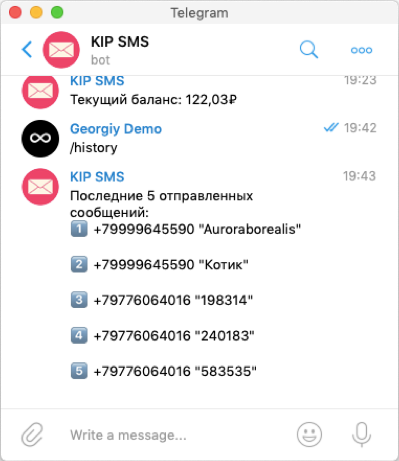 Telegram
KIP SMS
bot
KIP SMS 19:23
Текущий баланс: 122,03₽
Georgiy Demo 19:42
/history
KIP SMS 19:43
Последние 5 отправленных
сообщений:
1 +79999645590 "Auroraborealis"
2 +79999645590 "Котик"
3 +79776064016 "198314"
4 +79776064016 "240183"
5 +79776064016 "583535"
Write a message...